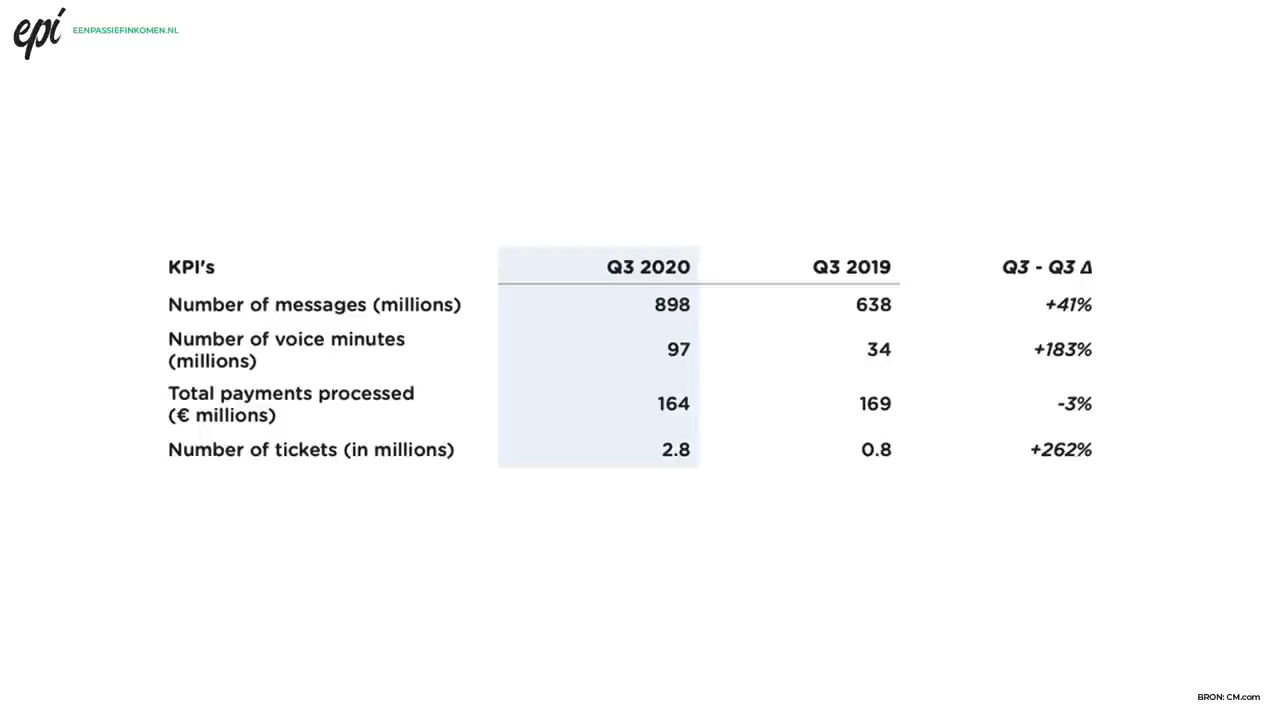 epi
EENPASSIEFINKOMEN.NL
KPI's Q3 2020 Q3 2019 Q3 - Q3 Δ
Number of messages (millions) 898 638 +41%
Number of voice minutes
(millions) 97 34 +183%
Total payments processed
(€ millions) 164 169 -3%
Number of tickets (in millions) 2.8 0.8 +262%
BRON: CM.com